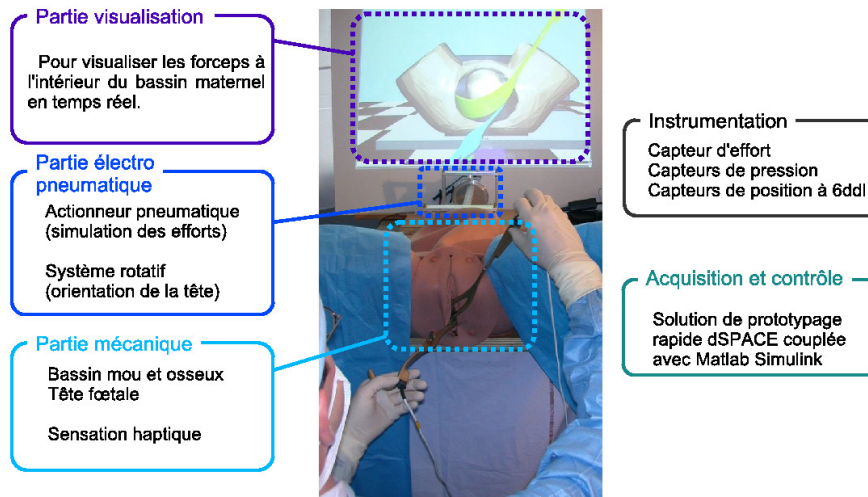 Partie visualisation
Pour visualiser les forceps à
l'intérieur du bassin maternel
en temps réel.
Partie électro
pneumatique
Actionneur pneumatique
(simulation des efforts)
Système rotatif
(orientation de la tête)
Partie mécanique
Bassin mou et osseux
Tête fœtale
Sensation haptique
Instrumentation
Capteur d'effort
Capteurs de pression
Capteurs de position à 6ddl
Acquisition et contrôle
Solution de prototypage
rapide dSPACE couplée
avec Matlab Simulink